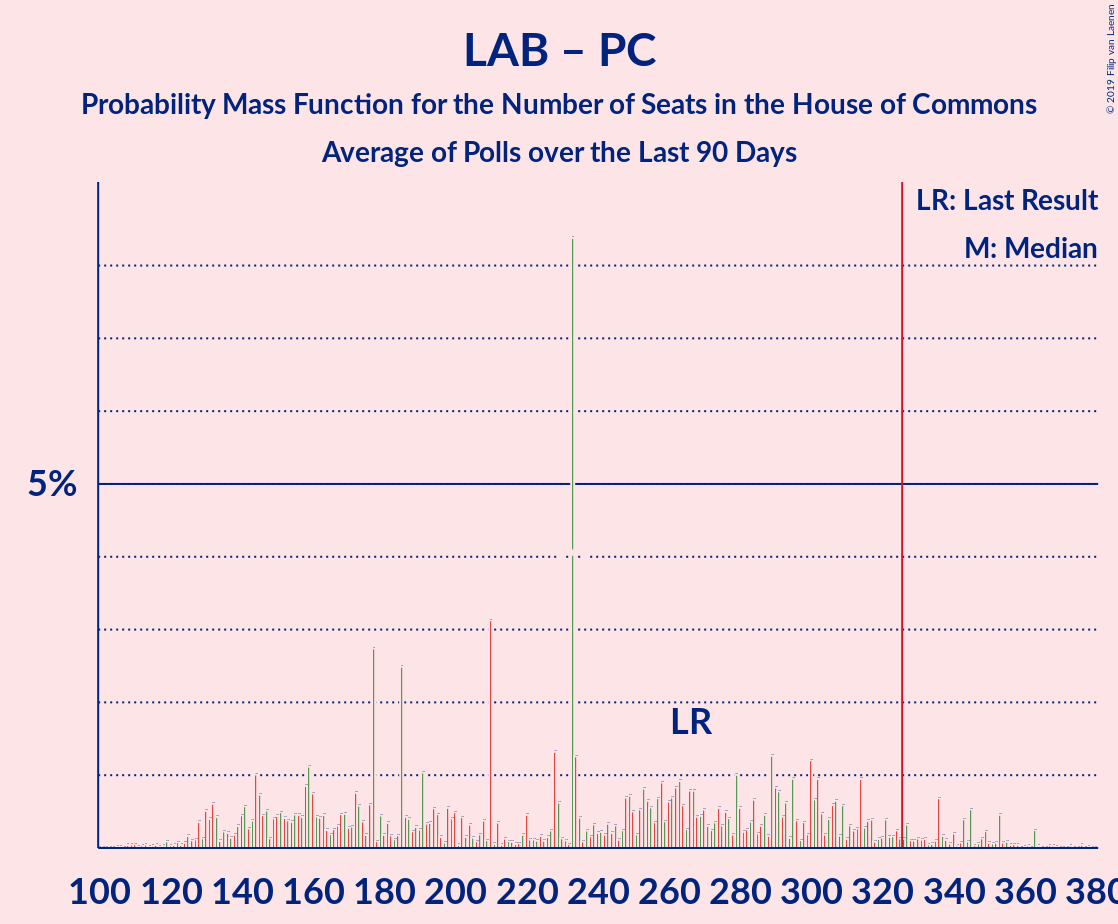 LAB – PC
Probability Mass Function for the Number of Seats in the House of Commons
Average of Polls over the Last 90 Days
© 2019 Filip van Laenen
LR: Last Result
M: Median
5%
LR
100 120 140 160 180 200 220 240 260 280 300 320 340 360 380